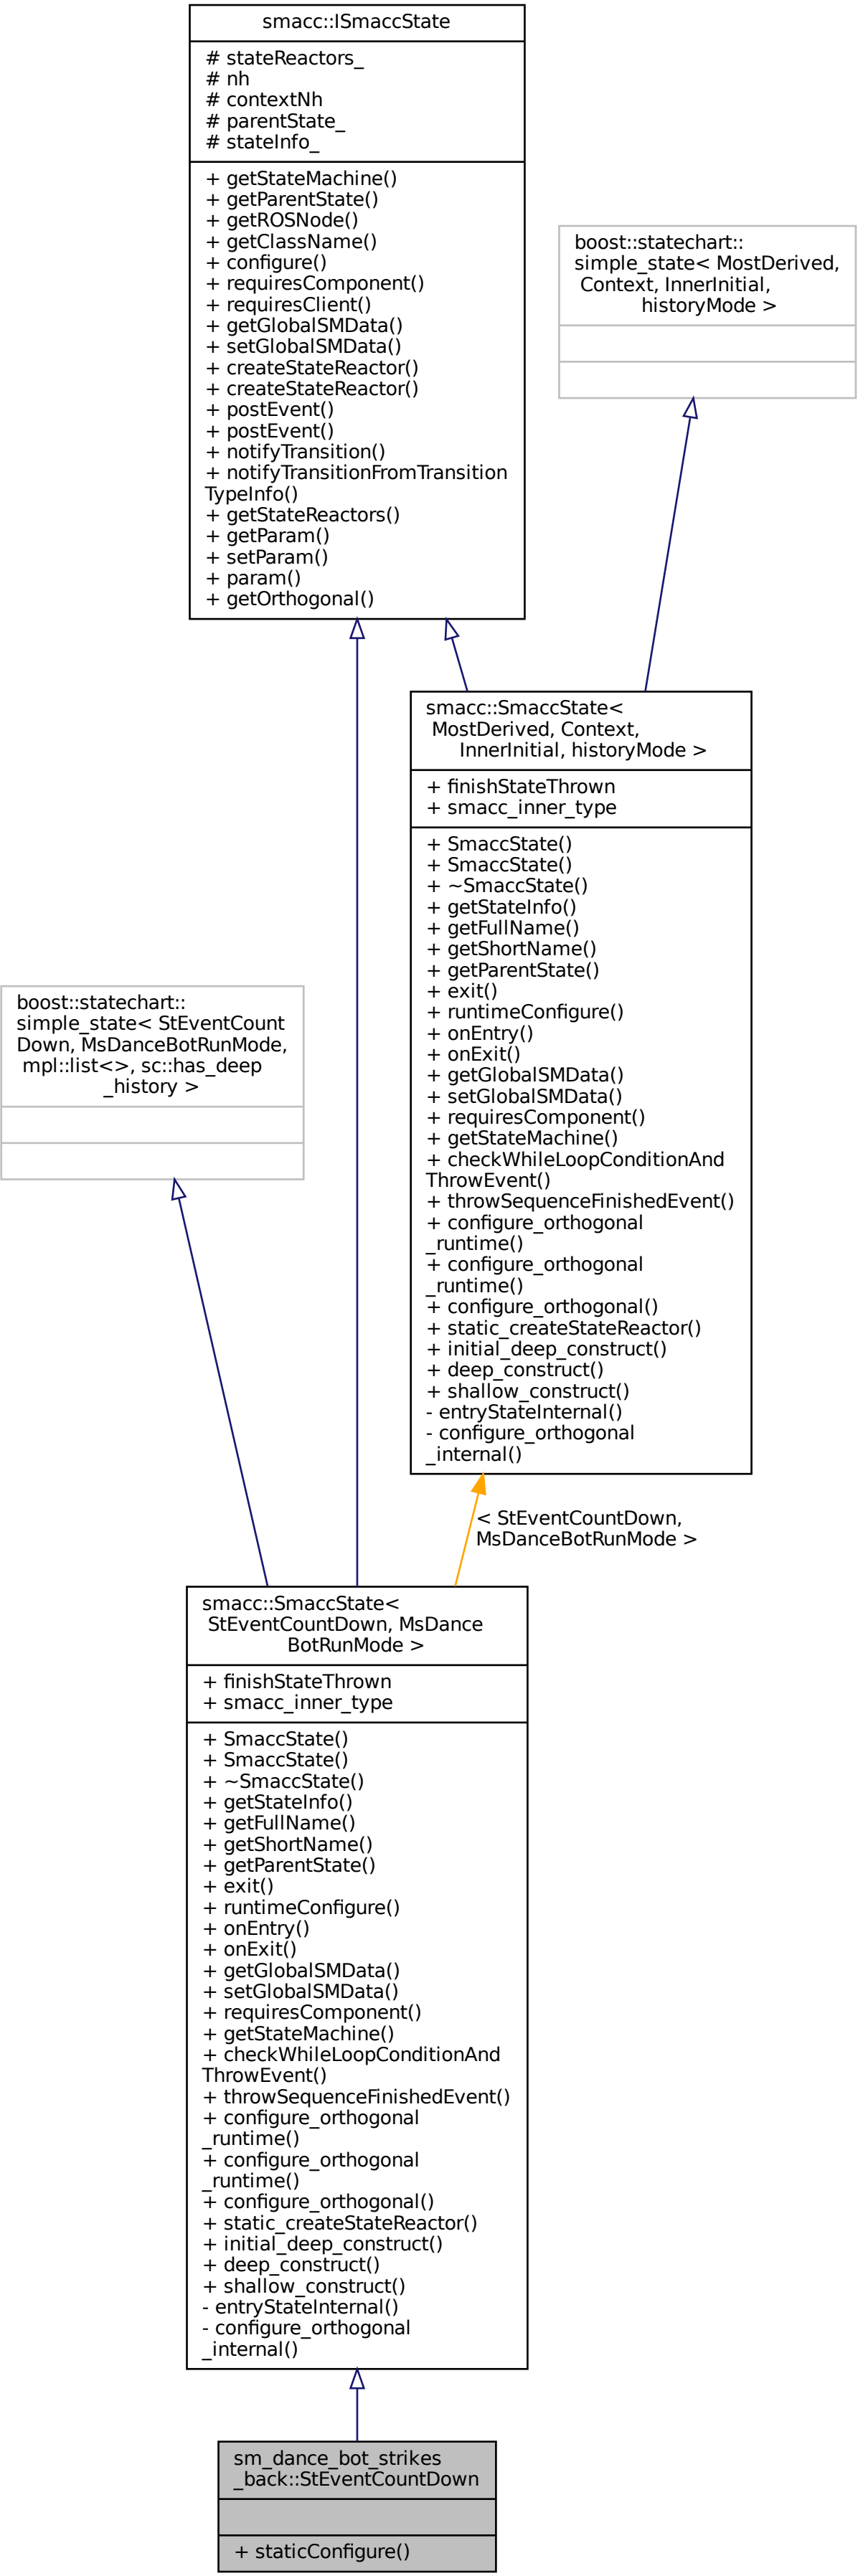 smacc::ISmaccState
# stateReactors_
# nh
# contextNh
# parentState_
# stateInfo_
+ getStateMachine()
+ getParentState()
+ getROSNode()
+ getClassName()
+ configure()
+ requiresComponent()
+ requiresClient()
+ getGlobalSMData()
+ setGlobalSMData()
+ createStateReactor()
+ createStateReactor()
+ postEvent()
+ postEvent()
+ notifyTransition()
+ notifyTransitionFromTransition
TypeInfo()
+ getStateReactors()
+ getParam()
+ setParam()
+ param()
+ getOrthogonal()
boost::statechart::
simple_state< MostDerived,
Context, InnerInitial,
historyMode >
smacc::SmaccState<
MostDerived, Context,
InnerInitial, historyMode >
+ finishStateThrown
+ smacc_inner_type
+ SmaccState()
+ SmaccState()
+ ~SmaccState()
+ getStateInfo()
+ getFullName()
+ getShortName()
+ getParentState()
+ exit()
+ runtimeConfigure()
+ onEntry()
+ onExit()
+ getGlobalSMData()
+ setGlobalSMData()
+ requiresComponent()
+ getStateMachine()
+ checkWhileLoopConditionAnd
ThrowEvent()
+ throwSequenceFinishedEvent()
+ configure_orthogonal
_runtime()
+ configure_orthogonal
_runtime()
+ configure_orthogonal()
+ static_createStateReactor()
+ initial_deep_construct()
+ deep_construct()
+ shallow_construct()
- entryStateInternal()
- configure_orthogonal
_internal()
boost::statechart::
simple_state< StEventCount
Down, MsDanceBotRunMode,
mpl::list<>, sc::has_deep
_history >
< StEventCountDown,
MsDanceBotRunMode >
smacc::SmaccState<
StEventCountDown, MsDance
BotRunMode >
+ finishStateThrown
+ smacc_inner_type
+ SmaccState()
+ SmaccState()
+ ~SmaccState()
+ getStateInfo()
+ getFullName()
+ getShortName()
+ getParentState()
+ exit()
+ runtimeConfigure()
+ onEntry()
+ onExit()
+ getGlobalSMData()
+ setGlobalSMData()
+ requiresComponent()
+ getStateMachine()
+ checkWhileLoopConditionAnd
ThrowEvent()
+ throwSequenceFinishedEvent()
+ configure_orthogonal
_runtime()
+ configure_orthogonal
_runtime()
+ configure_orthogonal()
+ static_createStateReactor()
+ initial_deep_construct()
+ deep_construct()
+ shallow_construct()
- entryStateInternal()
- configure_orthogonal
_internal()
sm_dance_bot_strikes
_back::StEventCountDown
+ staticConfigure()